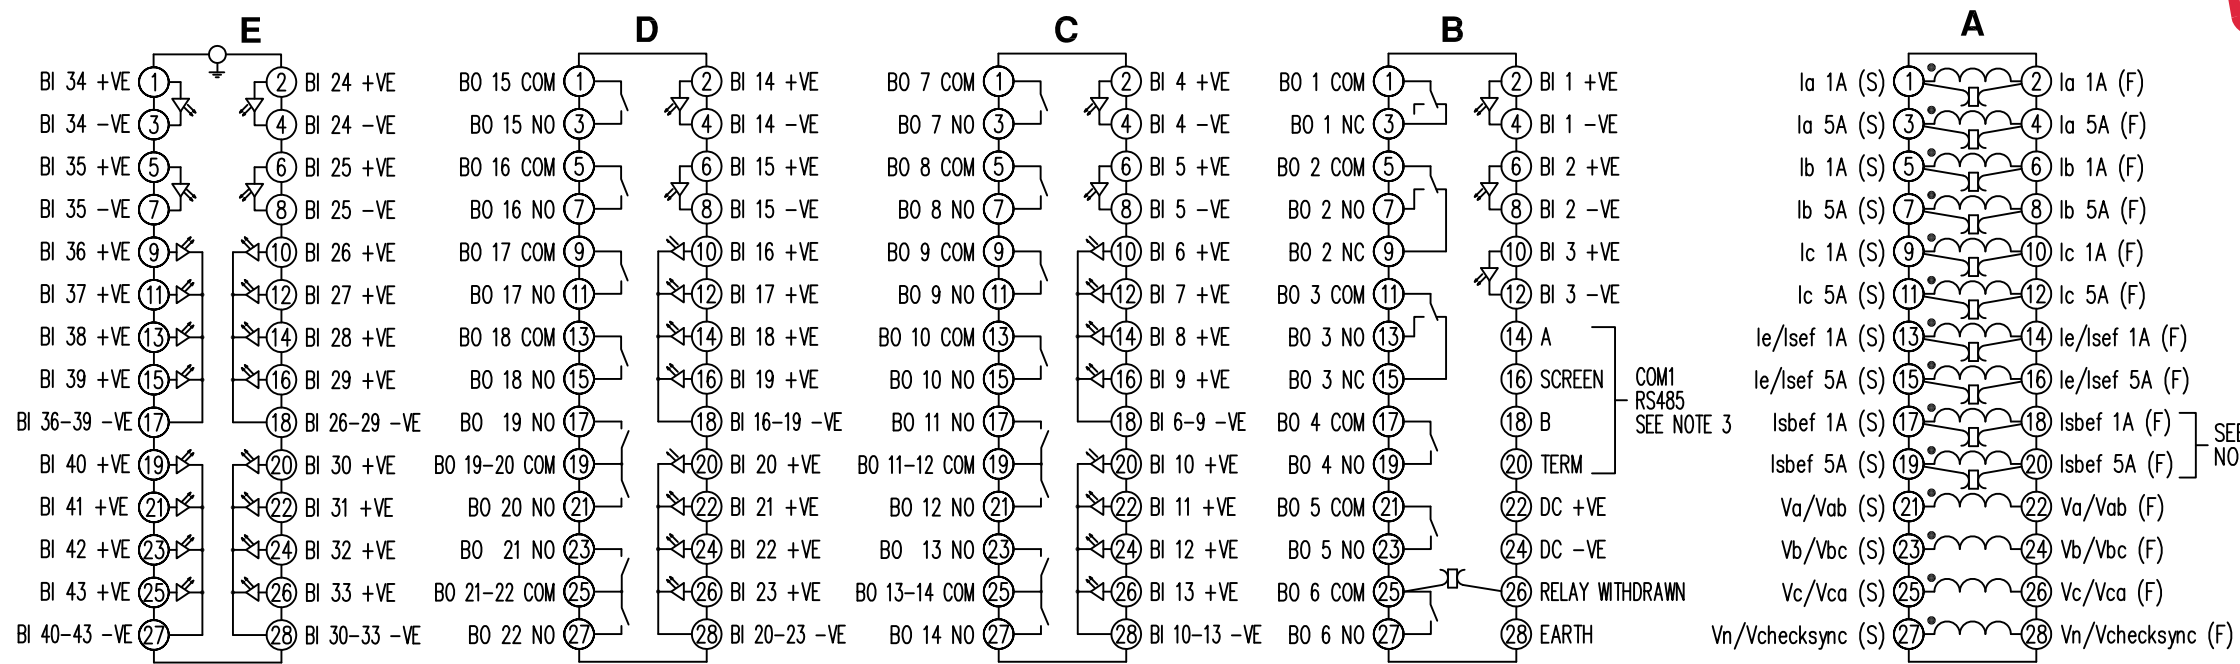 E D C B A
BI 34 +VE 1 2 BI 24 +VE BO 15 COM 1 2 BI 14 +VE BO 7 COM 1 2 BI 4 +VE BO 1 COM 1 2 BI 1 +VE Ia 1A (S) 1 2 Ia 1A (F)
BI 34 -VE 3 4 BI 24 -VE BO 15 NO 3 4 BI 14 -VE BO 7 NO 3 4 BI 4 -VE BO 1 NC 3 4 BI 1 -VE Ia 5A (S) 3 4 Ia 5A (F)
BI 35 +VE 5 6 BI 25 +VE BO 16 COM 5 6 BI 15 +VE BO 8 COM 5 6 BI 5 +VE BO 2 COM 5 6 BI 2 +VE Ib 1A (S) 5 6 Ib 1A (F)
BI 35 -VE 7 8 BI 25 -VE BO 16 NO 7 8 BI 15 -VE BO 8 NO 7 8 BI 5 -VE BO 2 NO 7 8 BI 2 -VE Ib 5A (S) 7 8 Ib 5A (F)
BI 36 +VE 9 10 BI 26 +VE BO 17 COM 9 10 BI 16 +VE BO 9 COM 9 10 BI 6 +VE BO 2 NC 9 10 BI 3 +VE Ic 1A (S) 9 10 Ic 1A (F)
BI 37 +VE 11 12 BI 27 +VE BO 17 NO 11 12 BI 17 +VE BO 9 NO 11 12 BI 7 +VE BO 3 COM 11 12 BI 3 -VE Ic 5A (S) 11 12 Ic 5A (F)
BI 38 +VE 13 14 BI 28 +VE BO 18 COM 13 14 BI 18 +VE BO 10 COM 13 14 BI 8 +VE BO 3 NO 13 14 A Ie/Isef 1A (S) 13 14 Ie/Isef 1A (F)
BI 39 +VE 15 16 BI 29 +VE BO 18 NO 15 16 BI 19 +VE BO 10 NO 15 16 BI 9 +VE BO 3 NC 15 16 SCREEN COM1 Ie/Isef 5A (S) 15 16 Ie/Isef 5A (F)
RS485
BI 36-39 -VE 17 18 BI 26-29 -VE BO 19 NO 17 18 BI 16-19 -VE BO 11 NO 17 18 BI 6-9 -VE BO 4 COM 17 18 B SEE NOTE 3 Isbef 1A (S) 17 18 Isbef 1A (F)
BI 40 +VE 19 20 BI 30 +VE BO 19-20 COM 19 20 BI 20 +VE BO 11-12 COM 19 20 BI 10 +VE BO 4 NO 19 20 TERM Isbef 5A (S) 19 20 Isbef 5A (F)
BI 41 +VE 21 22 BI 31 +VE BO 20 NO 21 22 BI 21 +VE BO 12 NO 21 22 BI 11 +VE BO 5 COM 21 22 DC +VE Va/Vab (S) 21 22 Va/Vab (F)
BI 42 +VE 23 24 BI 32 +VE BO 21 NO 23 24 BI 22 +VE BO 13 NO 23 24 BI 12 +VE BO 5 NO 23 24 DC -VE Vb/Vbc (S) 23 24 Vb/Vbc (F)
BI 43 +VE 25 26 BI 33 +VE BO 21-22 COM 25 26 BI 23 +VE BO 13-14 COM 25 26 BI 13 +VE BO 6 COM 25 26 RELAY WITHDRAWN Vc/Vca (S) 25 26 Vc/Vca (F)
BI 40-43 -VE 27 28 BI 30-33 -VE BO 22 NO 27 28 BI 20-23 -VE BO 14 NO 27 28 BI 10-13 -VE BO 6 NO 27 28 EARTH Vn/Vchecksync (S) 27 28 Vn/Vchecksync (F)